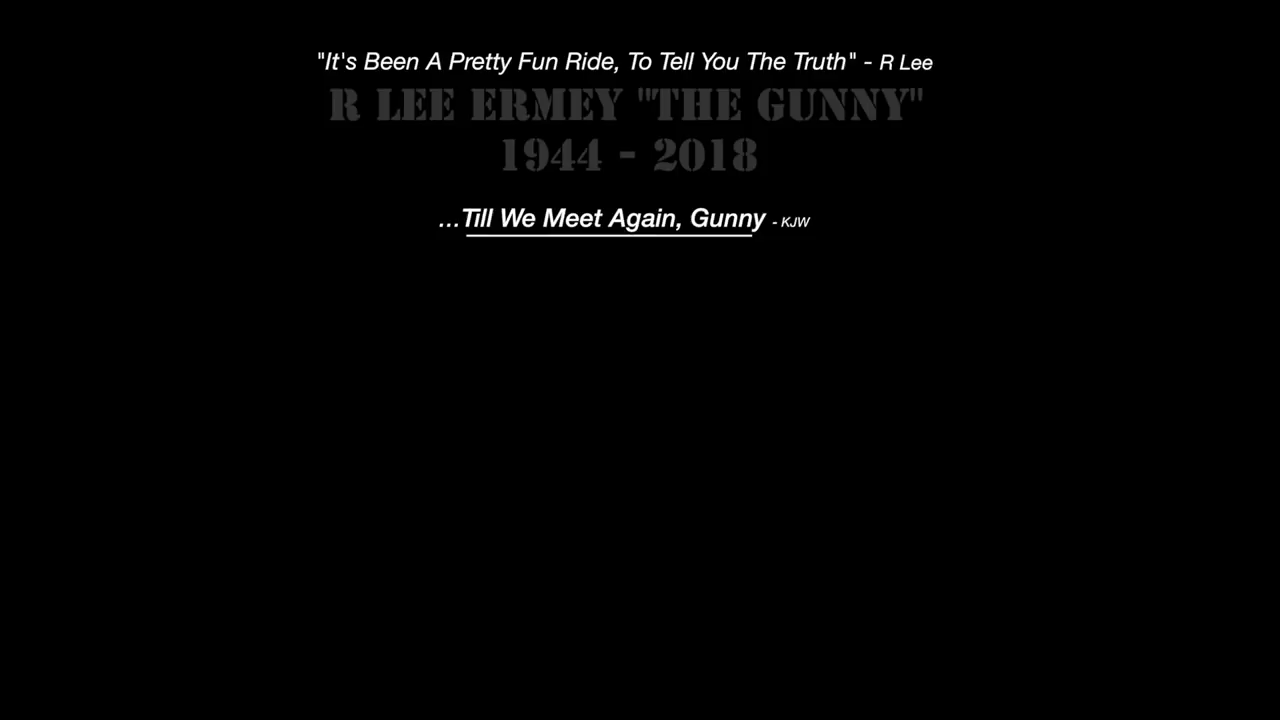 "It's Been A Pretty Fun Ride, To Tell You The Truth" - R Lee
R LEE ERMEY "THE GUNNY"
1944 - 2018
...Till We Meet Again, Gunny - KJW